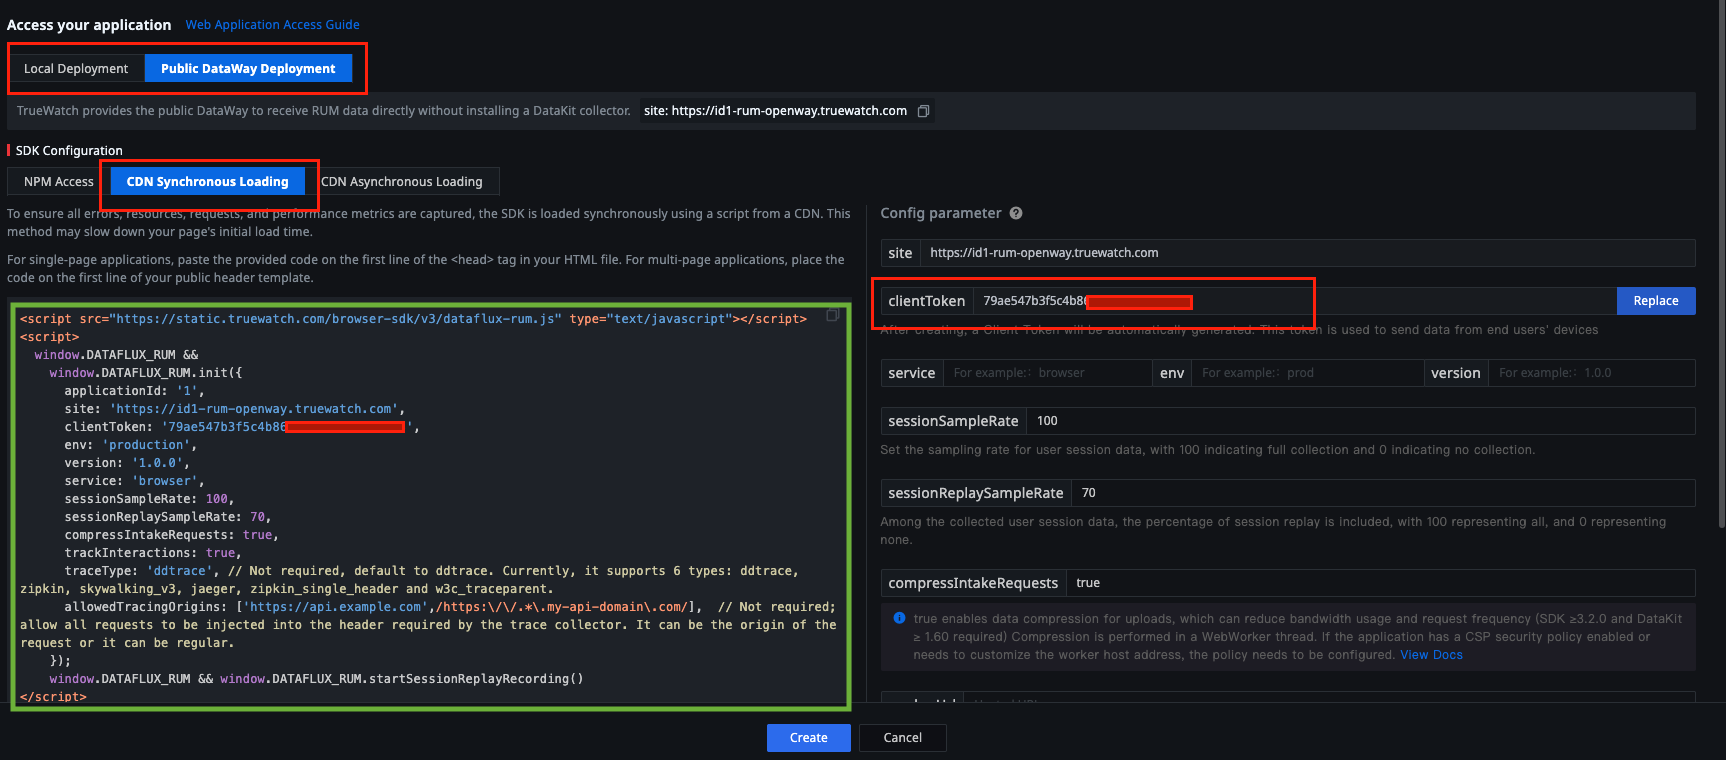 Access your application Web Application Access Guide
Local Deployment Public DataWay Deployment
TrueWatch provides the public DataWay to receive RUM data directly without installing a DataKit collector. site: https://id1-rum-openway.truewatch.com
SDK Configuration
NPM Access CDN Synchronous Loading CDN Asynchronous Loading
To ensure all errors, resources, requests, and performance metrics are captured, the SDK is loaded synchronously using a script from a CDN. This
method may slow down your page's initial load time.
For single-page applications, paste the provided code on the first line of the <head> tag in your HTML file. For multi-page applications, place the
code on the first line of your public header template.
<script src="https://static.truewatch.com/browser-sdk/v3/dataflux-rum.js" type="text/javascript"></script>
<script>
window.DATAFLUX_RUM &&
window.DATAFLUX_RUM.init({
applicationId: '1',
site: 'https://id1-rum-openway.truewatch.com',
clientToken: '79ae547b3f5c4b86 ',
env: 'production',
version: '1.0.0',
service: 'browser',
sessionSampleRate: 100,
sessionReplaySampleRate: 70,
compressIntakeRequests: true,
trackInteractions: true,
traceType: 'ddtrace', // Not required, default to ddtrace. Currently, it supports 6 types: ddtrace,
zipkin, skywalking_v3, jaeger, zipkin_single_header and w3c_traceparent.
allowedTracingOrigins: ['https://api.example.com',/https:\/\/.*\.my-api-domain\.com/], // Not required;
allow all requests to be injected into the header required by the trace collector. It can be the origin of the
request or it can be regular.
});
window.DATAFLUX_RUM && window.DATAFLUX_RUM.startSessionReplayRecording()
</script>
Config parameter ?
site https://id1-rum-openway.truewatch.com
clientToken 79ae547b3f5c4b86 Replace
After creating, a Client Token will be automatically generated. This token is used to send data from end users' devices
service For example:: browser env For example:: prod version For example:: 1.0.0
sessionSampleRate 100
Set the sampling rate for user session data, with 100 indicating full collection and 0 indicating no collection.
sessionReplaySampleRate 70
Among the collected user session data, the percentage of session replay is included, with 100 representing all, and 0 representing
none.
compressIntakeRequests true
true enables data compression for uploads, which can reduce bandwidth usage and request frequency (SDK ≥3.2.0 and DataKit
≥ 1.60 required) Compression is performed in a WebWorker thread. If the application has a CSP security policy enabled or
needs to customize the worker host address, the policy needs to be configured. View Docs
Create Cancel